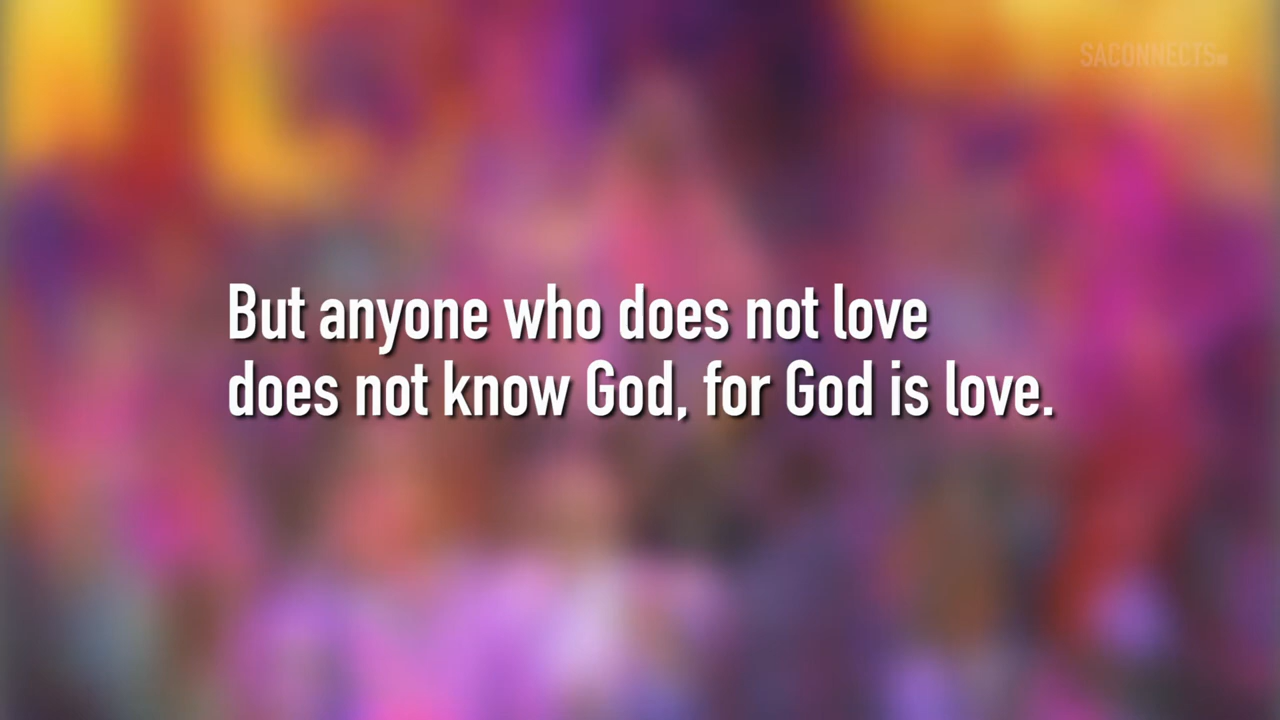 SACONNECTS
But anyone who does not love
does not know God, for God is love.